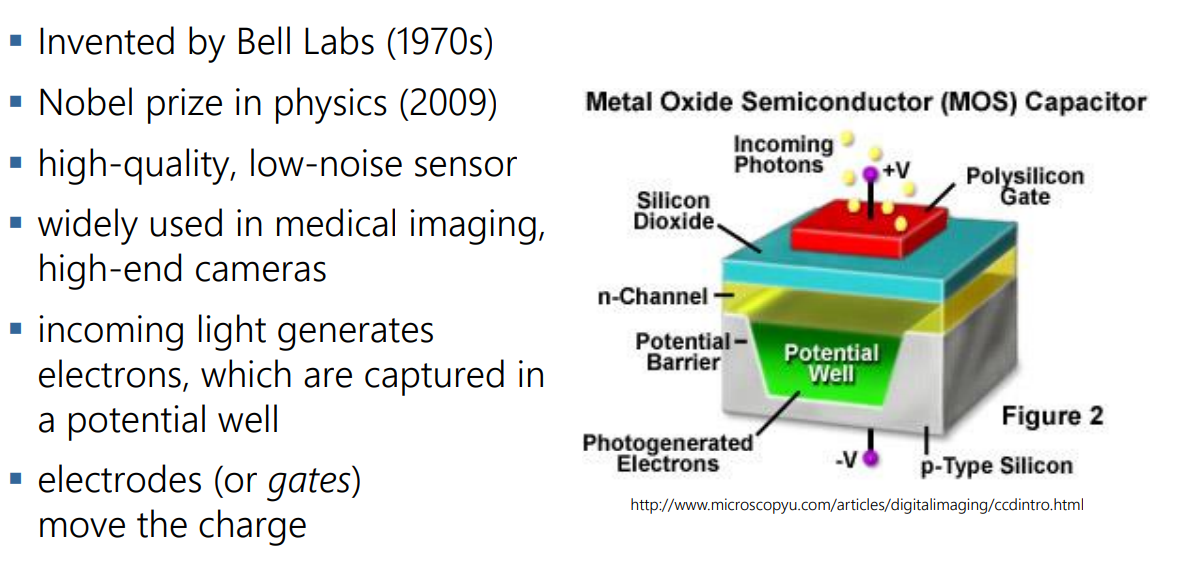 ▪ Invented by Bell Labs (1970s)
▪ Nobel prize in physics (2009)
▪ high-quality, low-noise sensor
▪ widely used in medical imaging,
high-end cameras
▪ incoming light generates
electrons, which are captured in
a potential well
▪ electrodes (or gates)
move the charge
Metal Oxide Semiconductor (MOS) Capacitor
Incoming
Photons
+V
Polysilicon
Gate
Silicon
Dioxide
n-Channel
Potential
Barrier
Potential
Well
Figure 2
Photogenerated
Electrons
-V
p-Type Silicon
http://www.microscopyu.com/articles/digitalimaging/ccdintro.html